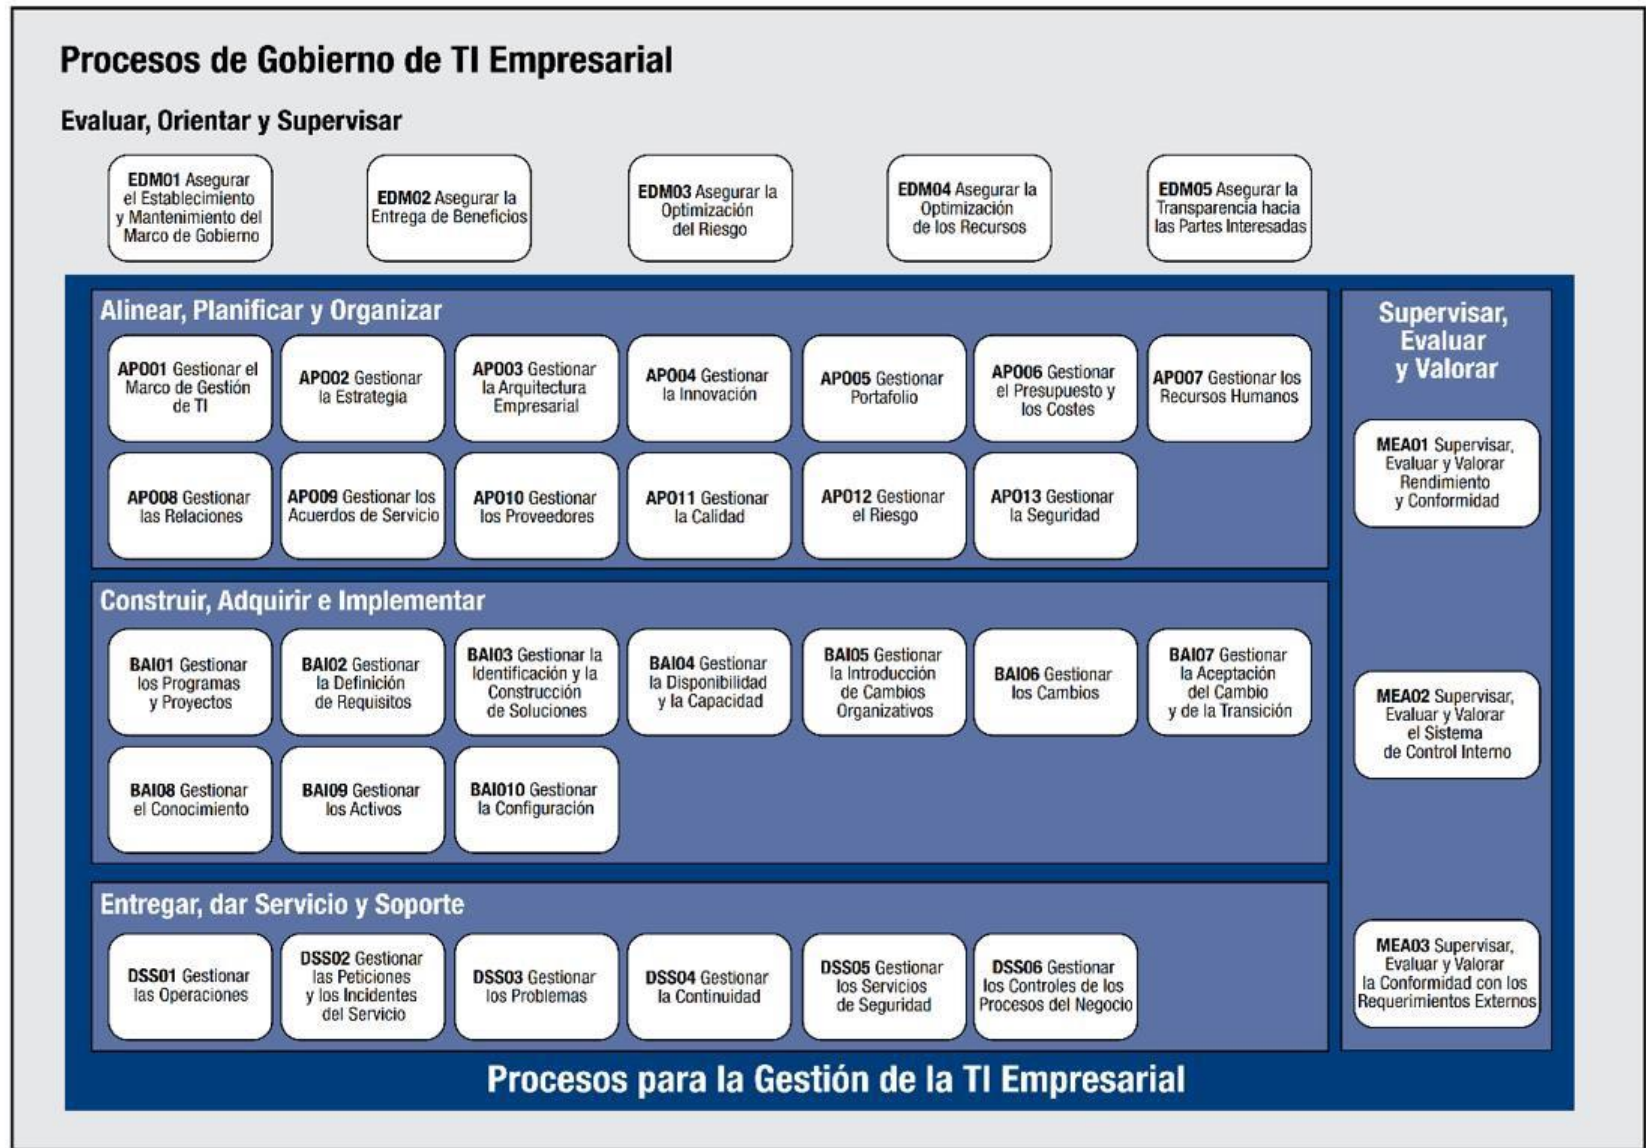 Procesos de Gobierno de TI Empresarial
Evaluar, Orientar y Supervisar
EDM01 Asegurar
el Establecimiento
y Mantenimiento del
Marco de Gobierno
EDM02 Asegurar la
Entrega de Beneficios
EDM03 Asegurar la
Optimización
del Riesgo
EDM04 Asegurar la
Optimización
de los Recursos
EDM05 Asegurar la
Transparencia hacia
las Partes Interesadas
Alinear, Planificar y Organizar
APO01 Gestionar el
Marco de Gestión
de TI
APO02 Gestionar
la Estrategia
APO03 Gestionar
la Arquitectura
Empresarial
APO04 Gestionar
la Innovación
APO05 Gestionar
Portafolio
APO06 Gestionar
el Presupuesto y
los Costes
APO07 Gestionar los
Recursos Humanos
APO08 Gestionar
las Relaciones
APO09 Gestionar los
Acuerdos de Servicio
APO10 Gestionar
los Proveedores
APO11 Gestionar
la Calidad
APO12 Gestionar
el Riesgo
APO13 Gestionar
la Seguridad
Construir, Adquirir e Implementar
BAI01 Gestionar
los Programas
y Proyectos
BAI02 Gestionar
la Definición
de Requisitos
BAI03 Gestionar la
Identificación y la
Construcción
de Soluciones
BAI04 Gestionar
la Disponibilidad
y la Capacidad
BAI05 Gestionar
la Introducción
de Cambios
Organizativos
BAI06 Gestionar
los Cambios
BAI07 Gestionar
la Aceptación
del Cambio
y de la Transición
BAI08 Gestionar
el Conocimiento
BAI09 Gestionar
los Activos
BAI010 Gestionar
la Configuración
Entregar, dar Servicio y Soporte
DSS01 Gestionar
las Operaciones
DSS02 Gestionar
las Peticiones
y los Incidentes
del Servicio
DSS03 Gestionar
los Problemas
DSS04 Gestionar
la Continuidad
DSS05 Gestionar
los Servicios
de Seguridad
DSS06 Gestionar
los Controles de los
Procesos del Negocio
Supervisar,
Evaluar
y Valorar
MEA01 Supervisar,
Evaluar y Valorar
Rendimiento
y Conformidad
MEA02 Supervisar,
Evaluar y Valorar
el Sistema
de Control Interno
MEA03 Supervisar,
Evaluar y Valorar
la Conformidad con los
Requerimientos Externos
Procesos para la Gestión de la TI Empresarial